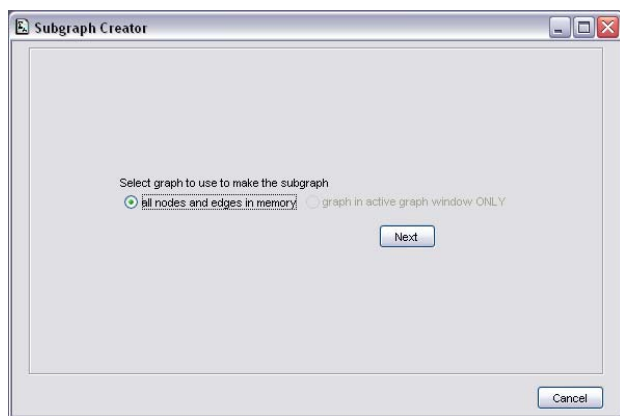 Subgraph Creator
Select graph to use to make the subgraph
all nodes and edges in memory graph in active graph window ONLY
Next
Cancel